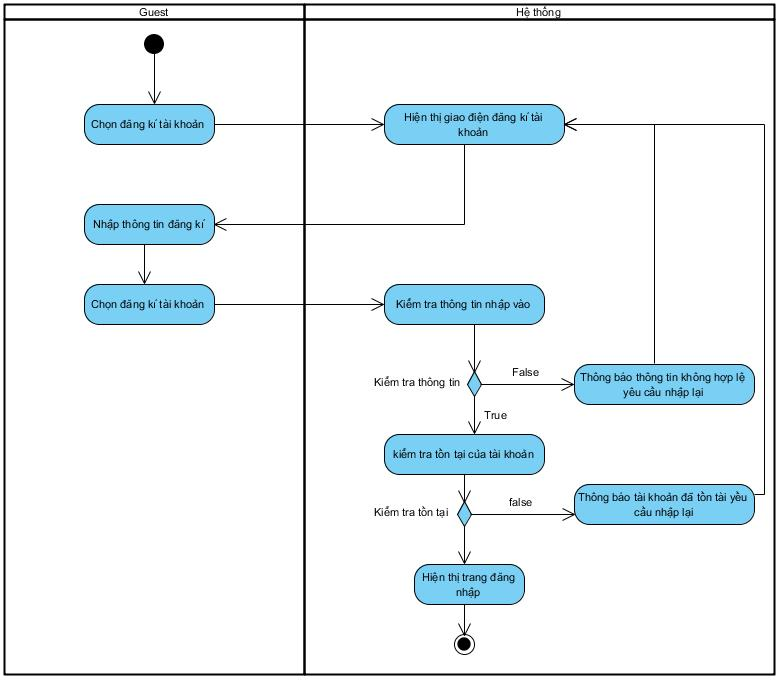 Guest
Hệ thống
Chọn đăng kí tài khoản
Hiện thị giao điện đăng kí tài
khoản
Nhập thông tin đăng kí
Chọn đăng kí tài khoản
Kiểm tra thông tin nhập vào
Kiểm tra thông tin
False
Thông báo thông tin không hợp lệ
yêu cầu nhập lại
True
kiểm tra tồn tại của tài khoản
Kiểm tra tồn tại
false
Thông báo tài khoản đã tồn tài yều
cầu nhập lại
Hiện thị trang đăng
nhập